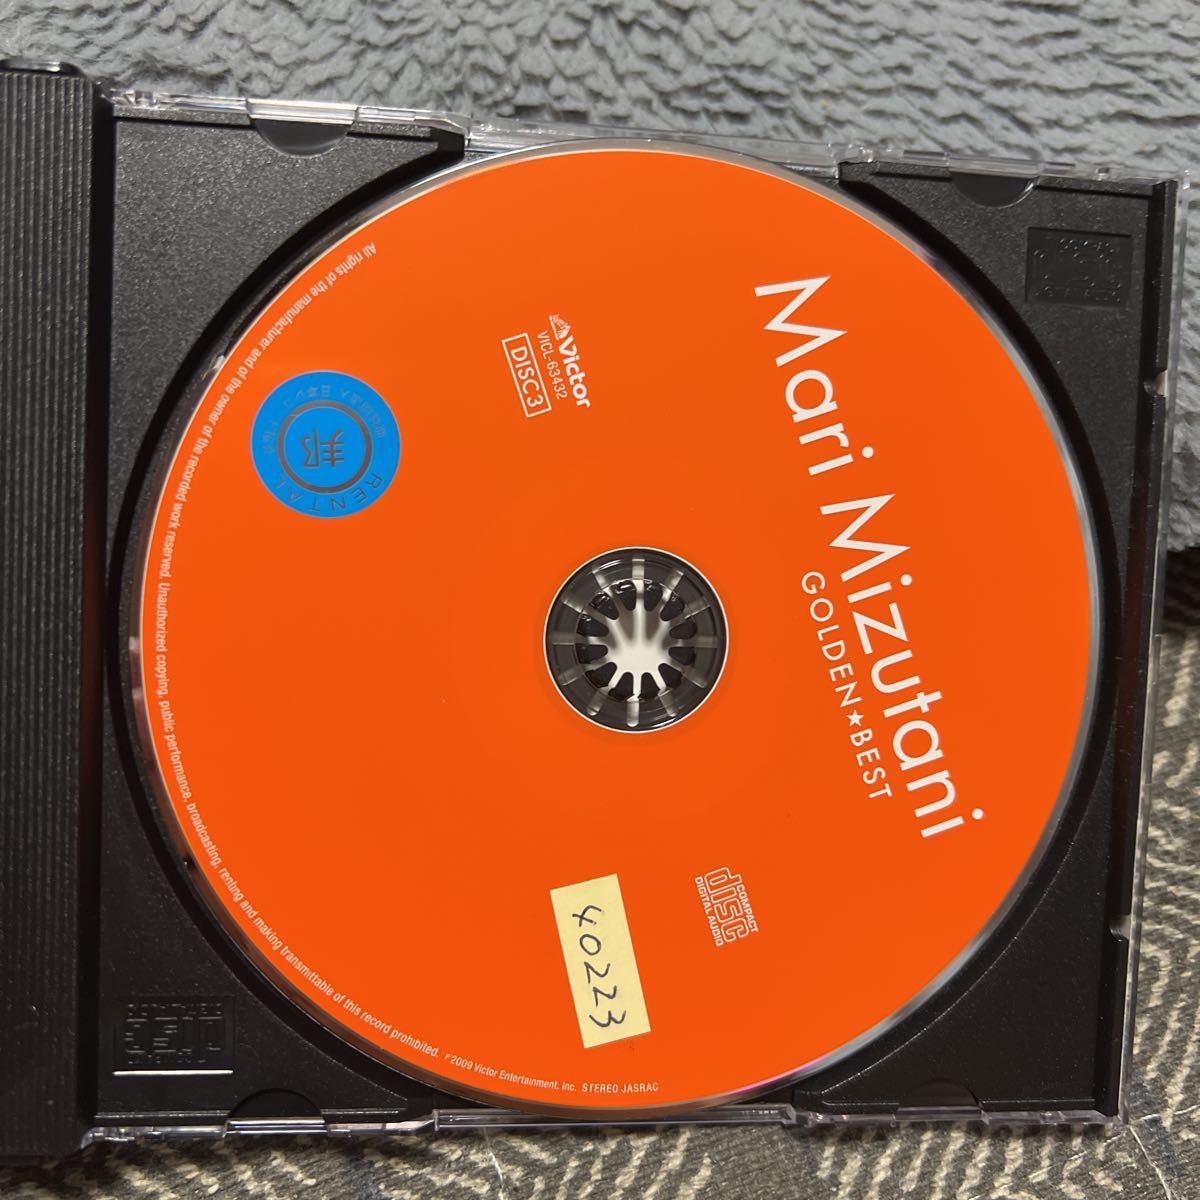 Mari Mizutani
GOLDEN★BEST
Victor
VICL-63432
DISC3
COMPACT
disc
DIGITAL AUDIO
40223
RENTAL
邦
All rights of the manufacturer and of the owner of the recorded work reserved. Unauthorized copying, public performance, broadcasting, renting and making transmittable of this record prohibited. ℗2009 Victor Entertainment, Inc. STEREO JASRAC